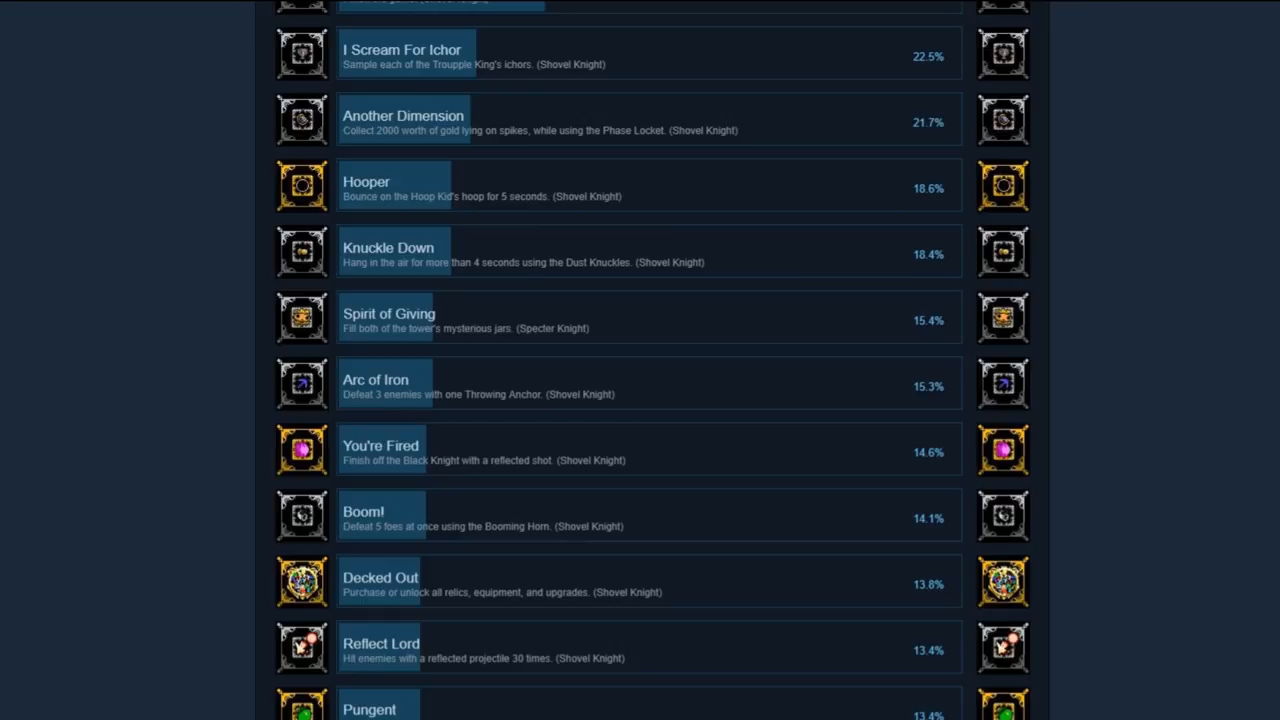 I Scream For Ichor
Sample each of the Troupple King's ichors. (Shovel Knight)
22.5%
Another Dimension
Collect 2000 worth of gold lying on spikes, while using the Phase Locket. (Shovel Knight)
21.7%
Hooper
Bounce on the Hoop Kid's hoop for 5 seconds. (Shovel Knight)
18.6%
Knuckle Down
Hang in the air for more than 4 seconds using the Dust Knuckles. (Shovel Knight)
18.4%
Spirit of Giving
Fill both of the tower's mysterious jars. (Specter Knight)
15.4%
Arc of Iron
Defeat 3 enemies with one Throwing Anchor. (Shovel Knight)
15.3%
You're Fired
Finish off the Black Knight with a reflected shot. (Shovel Knight)
14.6%
Boom!
Defeat 5 foes at once using the Booming Horn. (Shovel Knight)
14.1%
Decked Out
Purchase or unlock all relics, equipment, and upgrades. (Shovel Knight)
13.8%
Reflect Lord
Hit enemies with a reflected projectile 30 times. (Shovel Knight)
13.4%
Pungent
13.4%